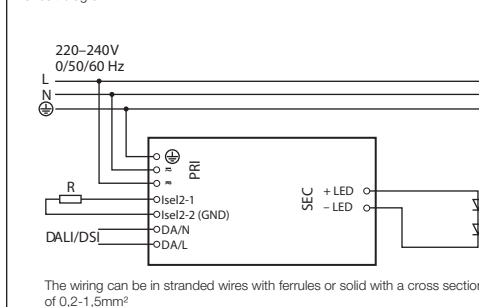 220–240V
0/50/60 Hz
L
N
PRI
R
Isel2-1
Isel2-2 (GND)
DALI/DSI
DA/N
DA/L
SEC
+ LED
– LED
The wiring can be in stranded wires with ferrules or solid with a cross section
of 0,2-1,5mm²